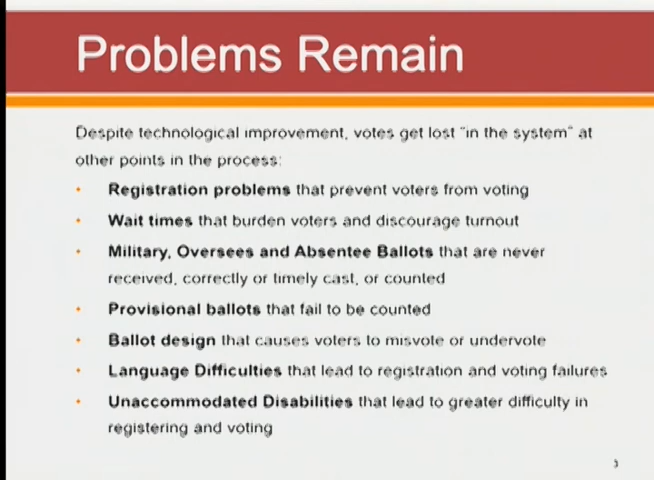 Problems Remain
Despite technological improvement, votes get lost "in the system" at
other points in the process:
• Registration problems that prevent voters from voting
• Wait times that burden voters and discourage turnout
• Military, Oversees and Absentee Ballots that are never
received, correctly or timely cast, or counted
• Provisional ballots that fail to be counted
• Ballot design that causes voters to misvote or undervote
• Language Difficulties that lead to registration and voting failures
• Unaccommodated Disabilities that lead to greater difficulty in
registering and voting
3